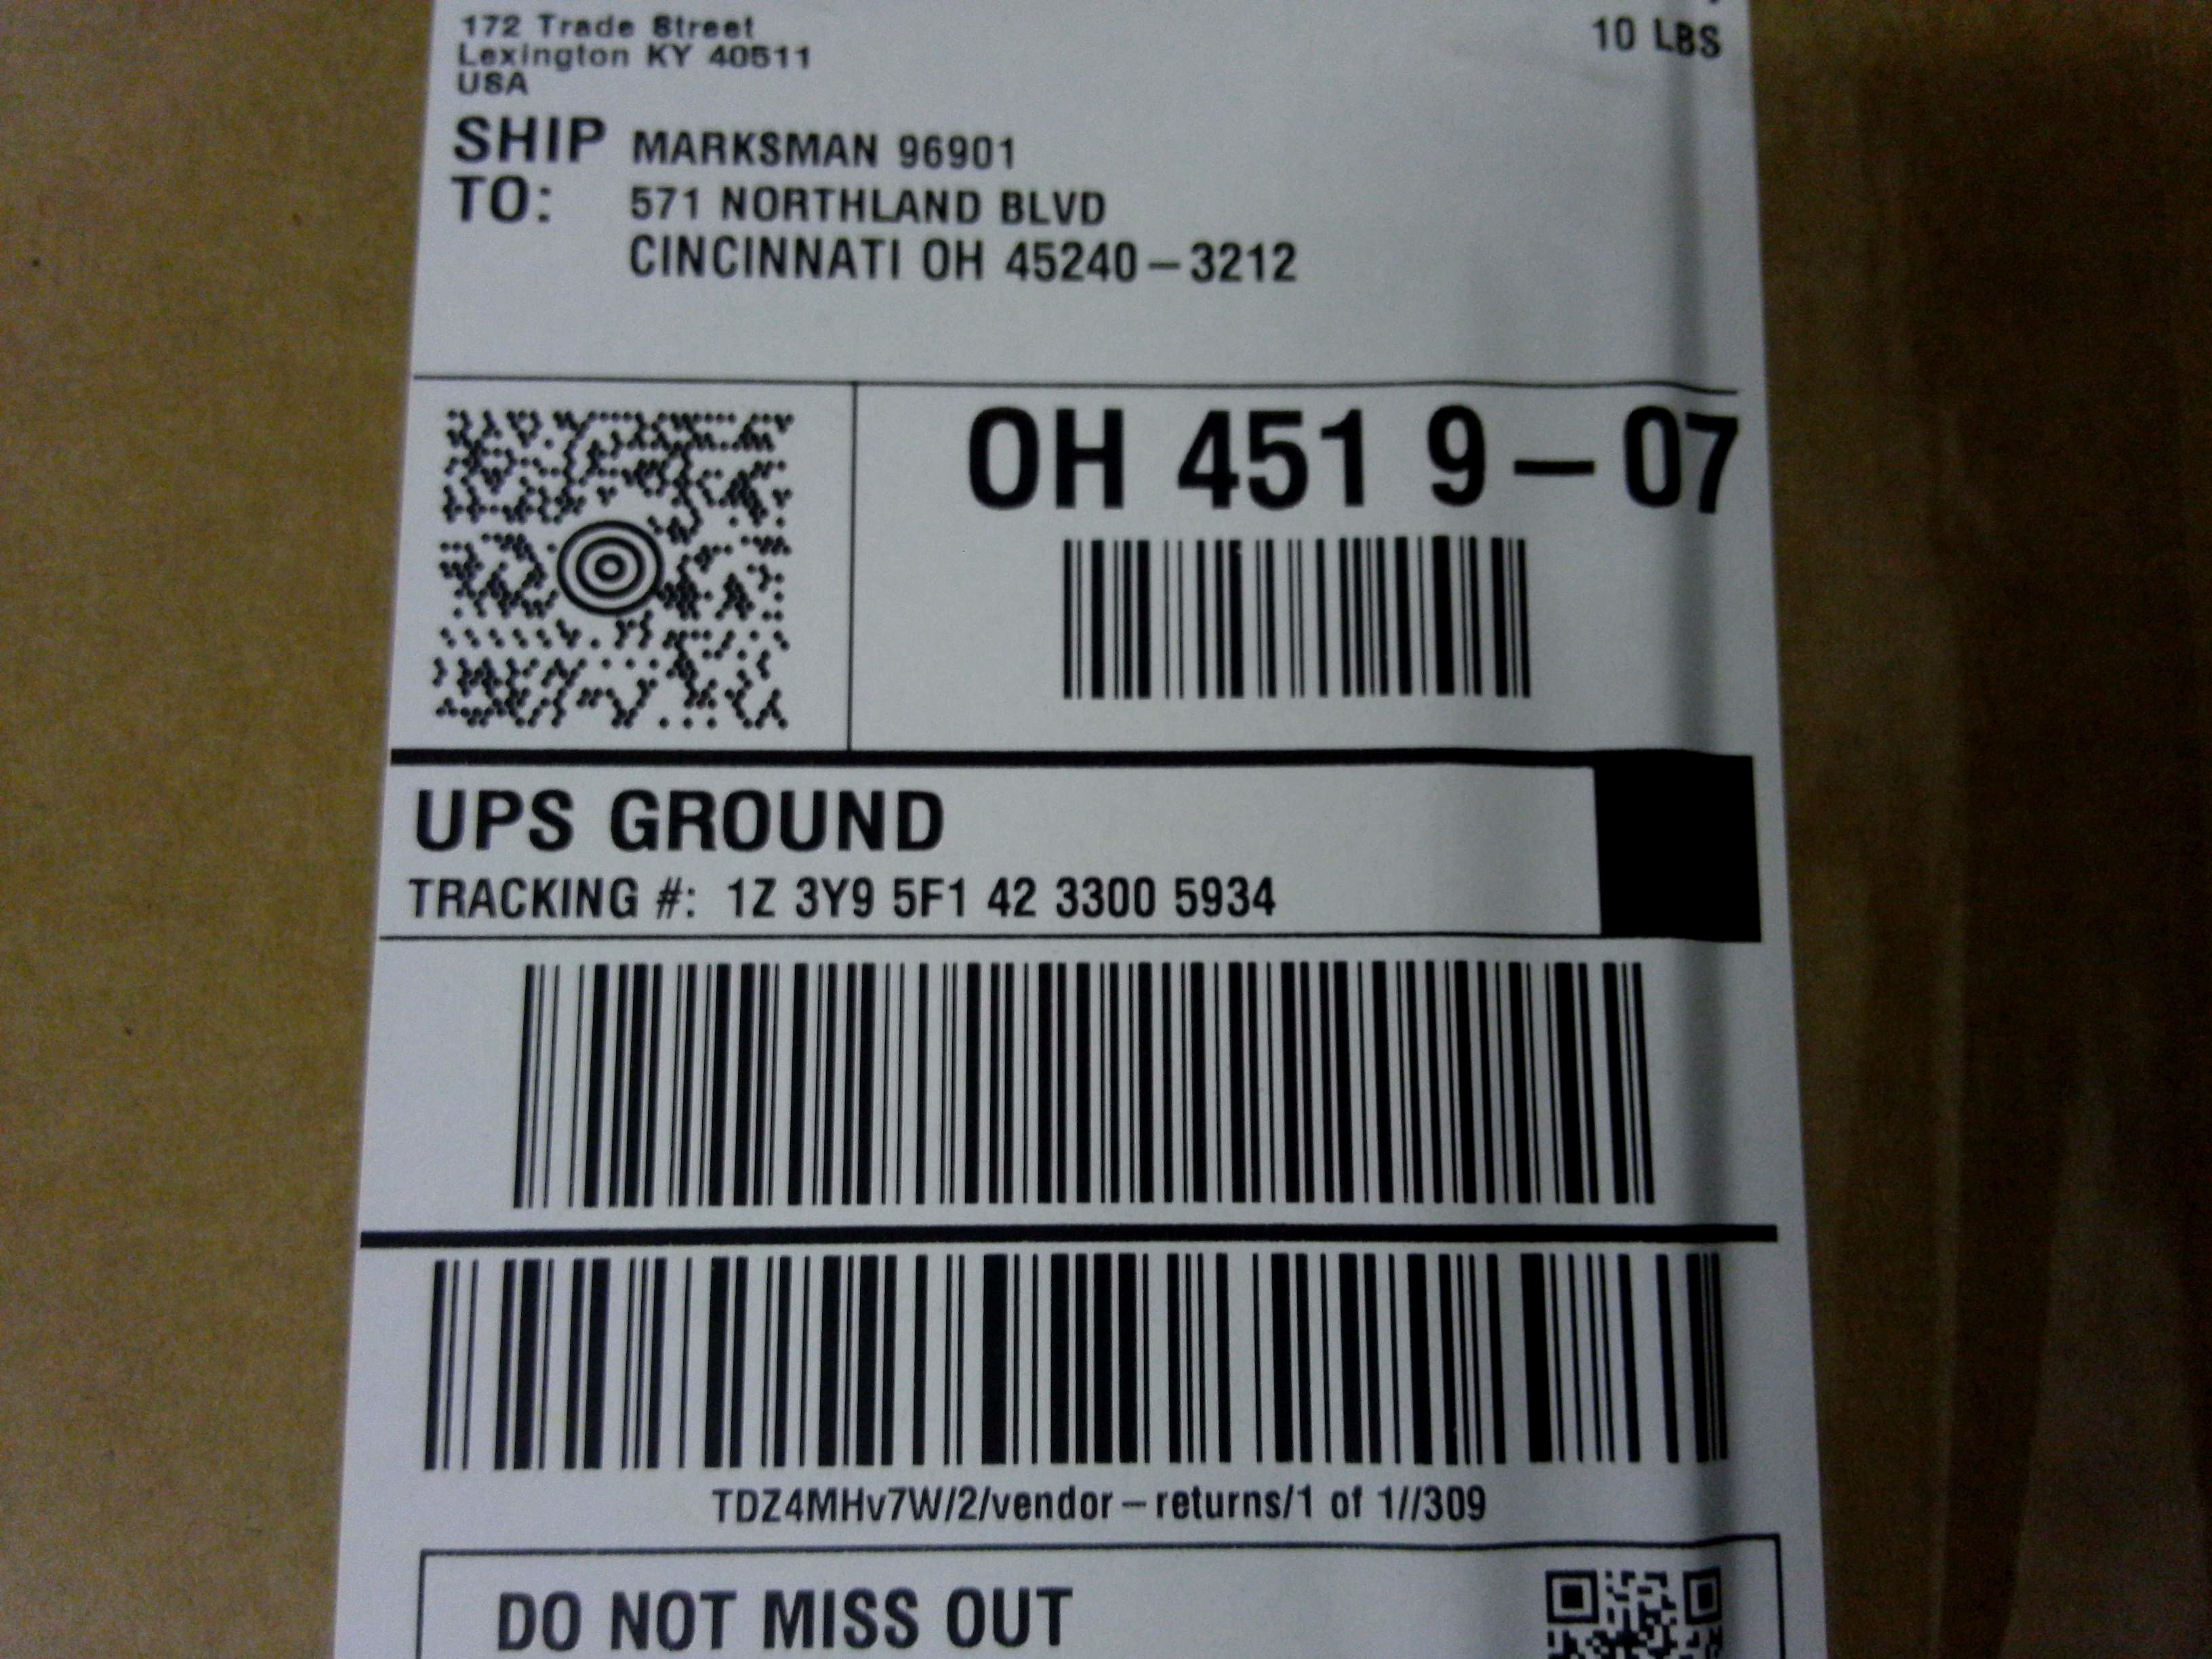 172 Trade Street
Lexington KY 40511
USA
10 LBS
SHIP TO:
MARKSMAN 96901
571 NORTHLAND BLVD
CINCINNATI OH 45240-3212
OH 451 9-07
UPS GROUND
TRACKING #: 1Z 3Y9 5F1 42 3300 5934
TDZ4MHv7W/2/vendor-returns/1 of 1//309
DO NOT MISS OUT